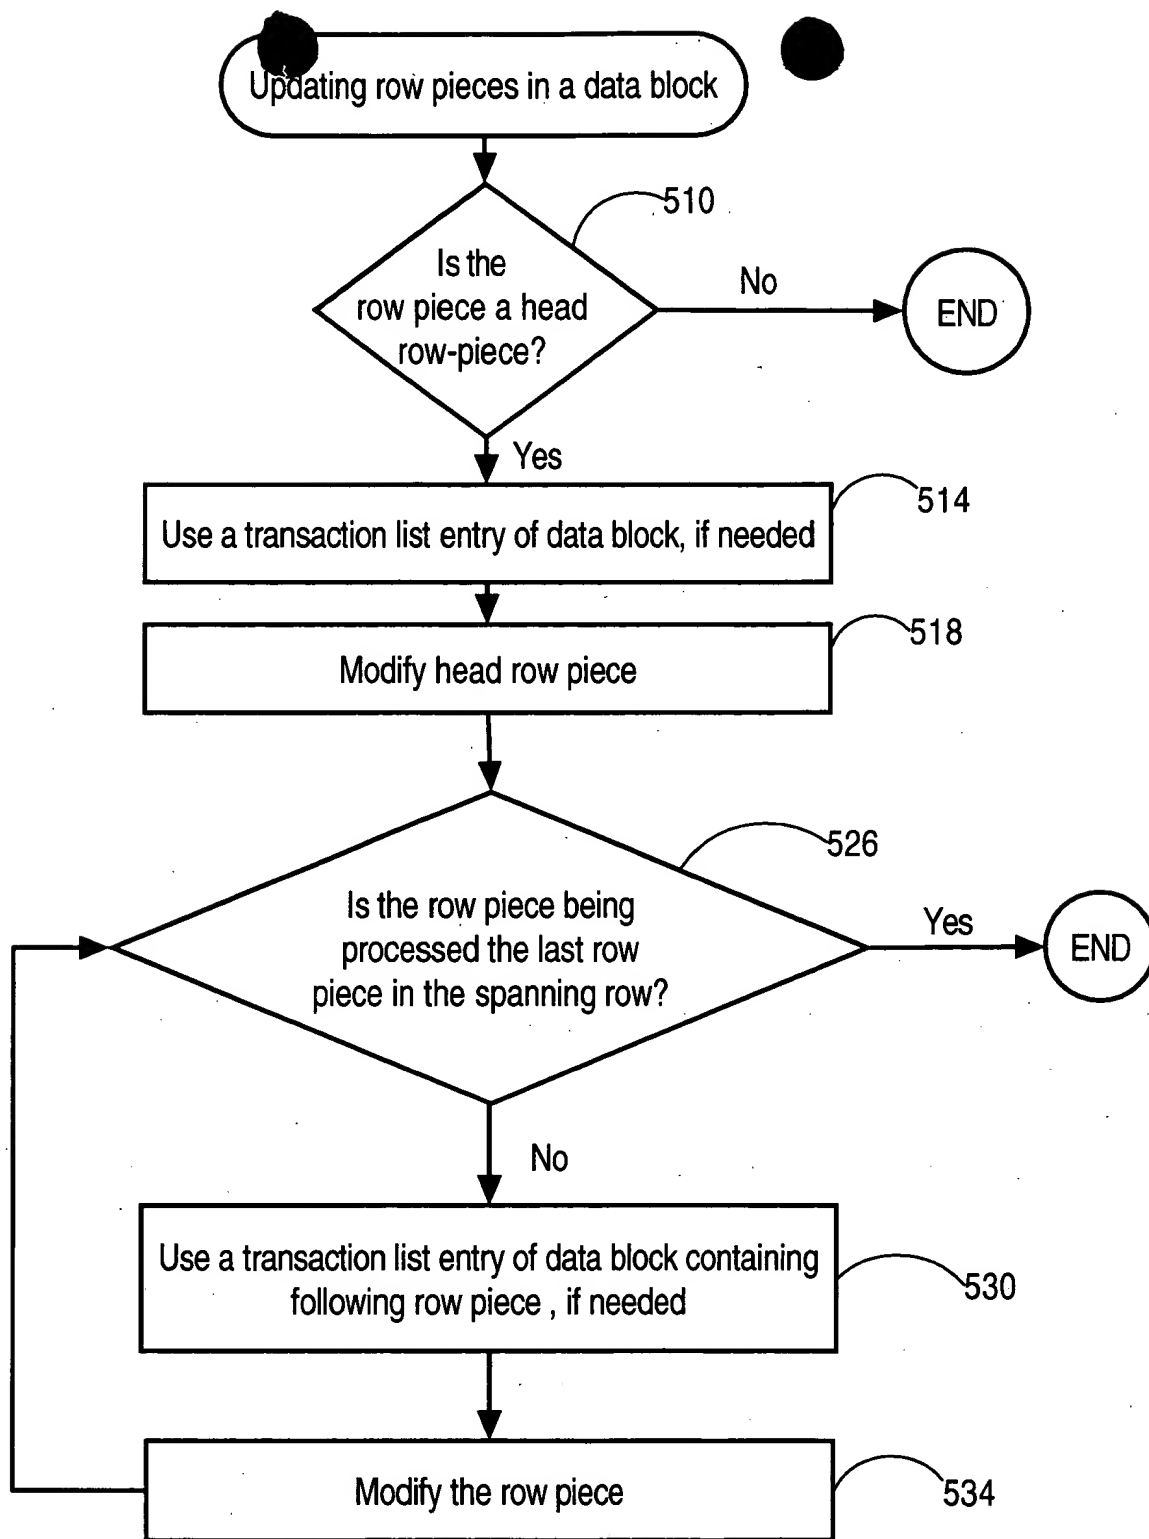 Updating row pieces in a data block
510
Is the
row piece a head
row-piece?
No
END
Yes
Use a transaction list entry of data block, if needed
514
Modify head row piece
518
526
Is the row piece being
processed the last row
piece in the spanning row?
Yes
END
No
Use a transaction list entry of data block containing
following row piece , if needed
530
Modify the row piece
534